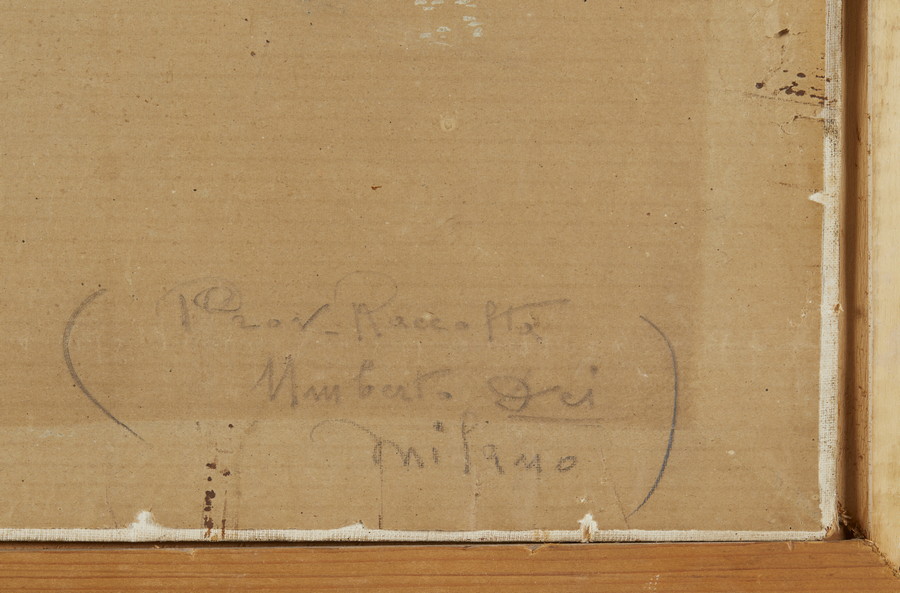 (Prov. Raccolta
Umberto Dei
Milano)